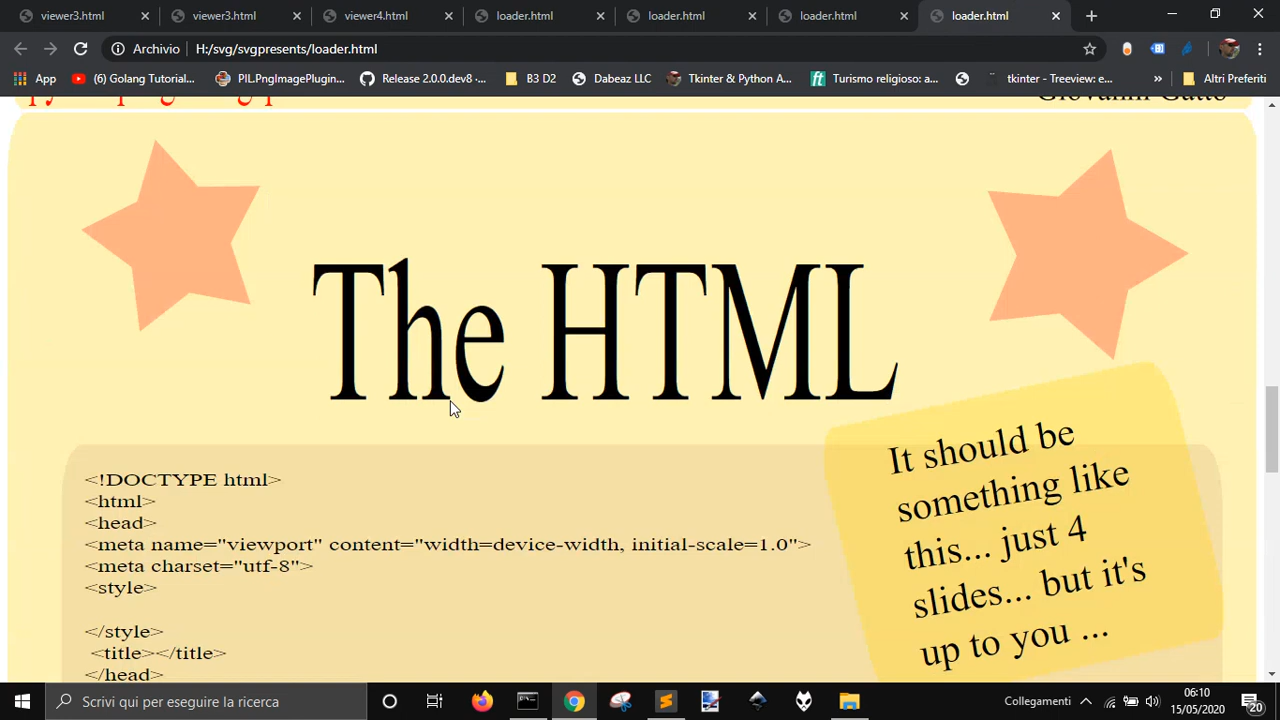 viewer3.html
viewer3.html
viewer4.html
loader.html
loader.html
loader.html
loader.html
Archivio H:/svg/svgpresents/loader.html
App
(6) Golang Tutorial...
PIL.PngImagePlugin...
Release 2.0.0.dev8 ·...
B3 D2
Dabeaz LLC
Tkinter & Python A...
Turismo religioso: a...
tkinter - Treeview: e...
»
Altri Preferiti
The HTML
It should be
something like
this... just 4
slides... but it's
up to you ...
<!DOCTYPE html>
<html>
<head>
<meta name="viewport" content="width=device-width, initial-scale=1.0">
<meta charset="utf-8">
<style>
</style>
<title></title>
</head>
Scrivi qui per eseguire la ricerca
Collegamenti
06:10
15/05/2020
20